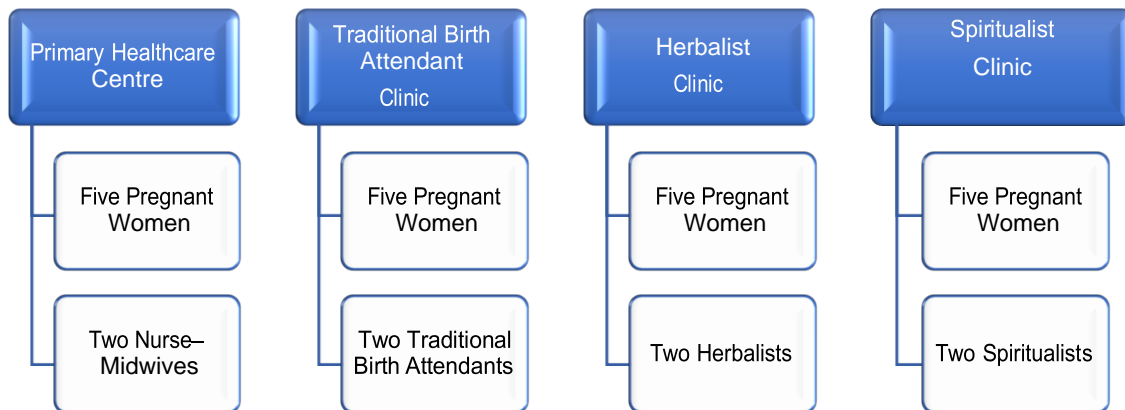 Primary Healthcare
Centre
Five Pregnant
Women
Two Nurse–
Midwives
Traditional Birth
Attendant
Clinic
Five Pregnant
Women
Two Traditional
Birth Attendants
Herbalist
Clinic
Five Pregnant
Women
Two Herbalists
Spiritualist
Clinic
Five Pregnant
Women
Two Spiritualists